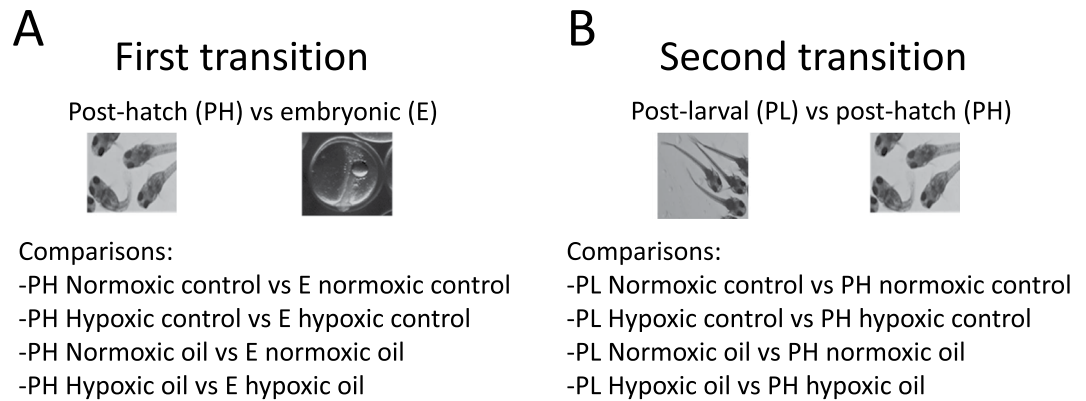 A
First transition
Post-hatch (PH) vs embryonic (E)
Comparisons:
-PH Normoxic control vs E normoxic control
-PH Hypoxic control vs E hypoxic control
-PH Normoxic oil vs E normoxic oil
-PH Hypoxic oil vs E hypoxic oil
B
Second transition
Post-larval (PL) vs post-hatch (PH)
Comparisons:
-PL Normoxic control vs PH normoxic control
-PL Hypoxic control vs PH hypoxic control
-PL Normoxic oil vs PH normoxic oil
-PL Hypoxic oil vs PH hypoxic oil